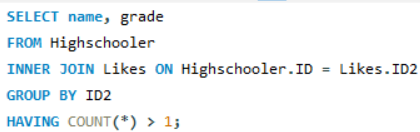 SELECT name, grade
FROM Highschooler
INNER JOIN Likes ON Highschooler.ID = Likes.ID2
GROUP BY ID2
HAVING COUNT(*) > 1;